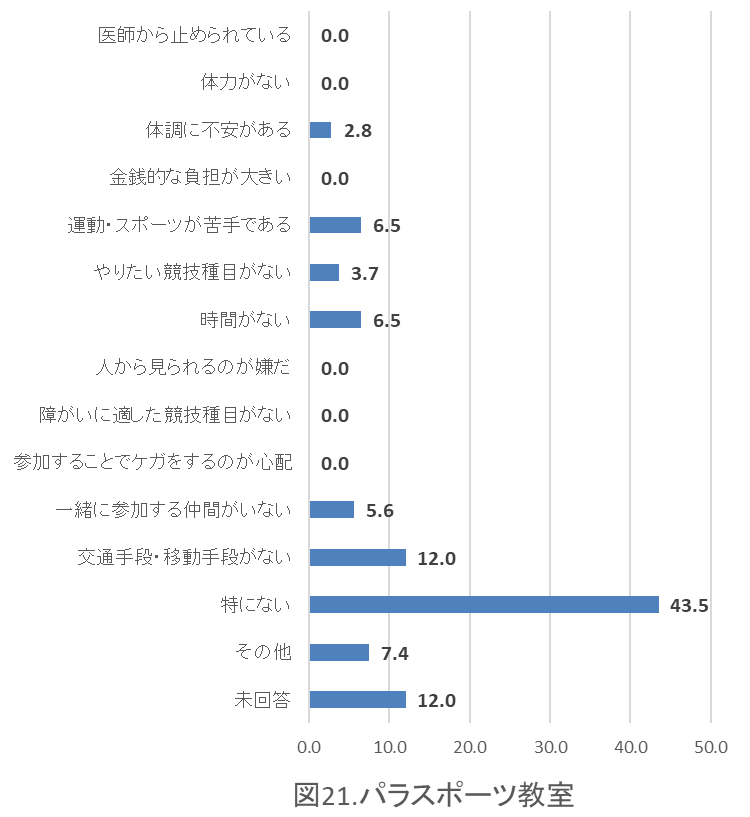 医師から止められている 0.0
体力がない 0.0
体調に不安がある 2.8
金銭的な負担が大きい 0.0
運動・スポーツが苦手である 6.5
やりたい競技種目がない 3.7
時間がない 6.5
人から見られるのが嫌だ 0.0
障がいに適した競技種目がない 0.0
参加することでケガをするのが心配 0.0
一緒に参加する仲間がいない 5.6
交通手段・移動手段がない 12.0
特にない 43.5
その他 7.4
未回答 12.0
0.0 10.0 20.0 30.0 40.0 50.0
図21.パラスポーツ教室